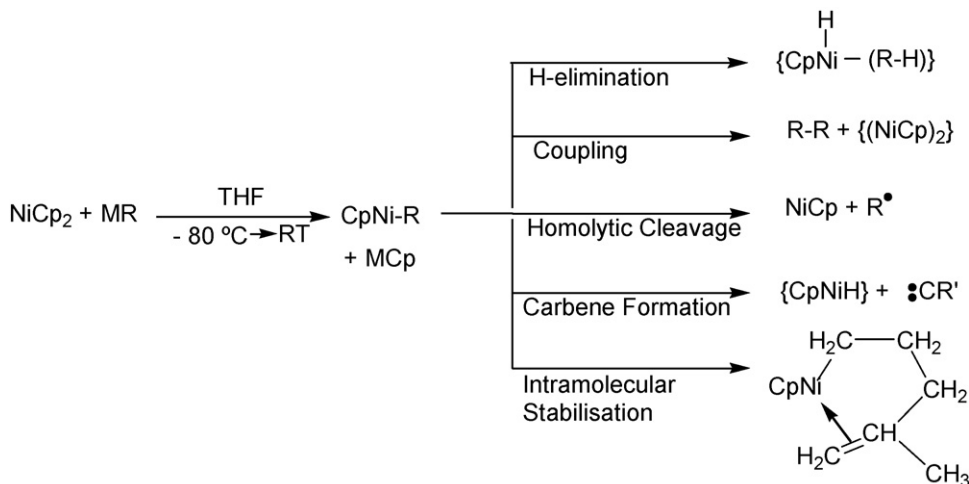 H
{CpNi — (R-H)}
H-elimination
R-R + {(NiCp)₂}
Coupling
NiCp₂ + MR
THF
- 80 ºC→RT
CpNi-R
+ MCp
NiCp + R•
Homolytic Cleavage
{CpNiH} + :CR'
Carbene Formation
H₂C
CH₂
CpNi
CH₂
Intramolecular
Stabilisation
CH
H₂C
CH₃